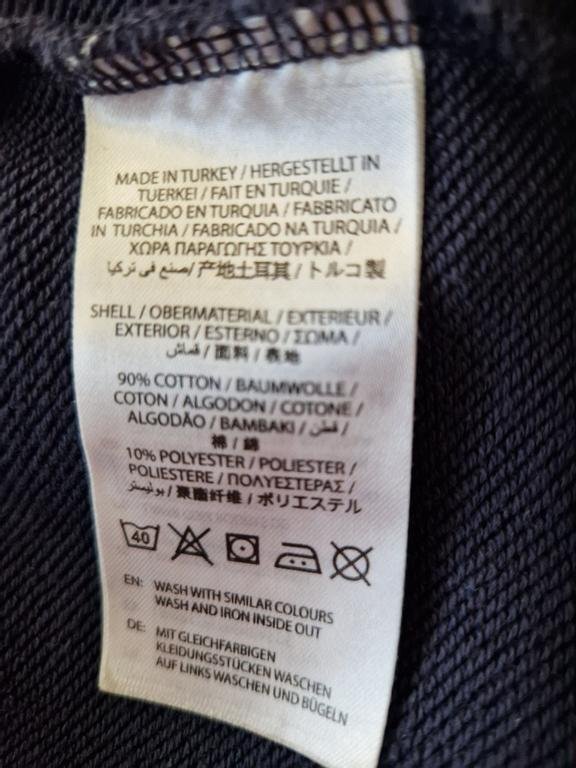 MADE IN TURKEY / HERGESTELLT IN
TUERKEI / FAIT EN TURQUIE /
FABRICADO EN TURQUIA / FABBRICATO
IN TURCHIA / FABRICADO NA TURQUIA /
ΧΩΡΑ ΠΑΡΑΓΩΓΗΣ ΤΟΥΡΚΙΑ /
صنع في تركيا / 产地土耳其 / トルコ製
SHELL / OBERMATERIAL / EXTERIEUR /
EXTERIOR / ESTERNO / ΣΩΜΑ /
قماش / 面料 / 表地
90% COTTON / BAUMWOLLE /
COTON / ALGODON / COTONE /
ALGODÃO / BAMBAKI / قطن /
棉 / 綿
10% POLYESTER / POLIESTER /
POLIESTERE / ΠΟΛΥΕΣΤΕΡΑΣ /
بوليستر / 聚酯纤维 / ポリエステル
40
EN: WASH WITH SIMILAR COLOURS
WASH AND IRON INSIDE OUT
DE: MIT GLEICHFARBIGEN
KLEIDUNGSSTÜCKEN WASCHEN
AUF LINKS WASCHEN UND BÜGELN